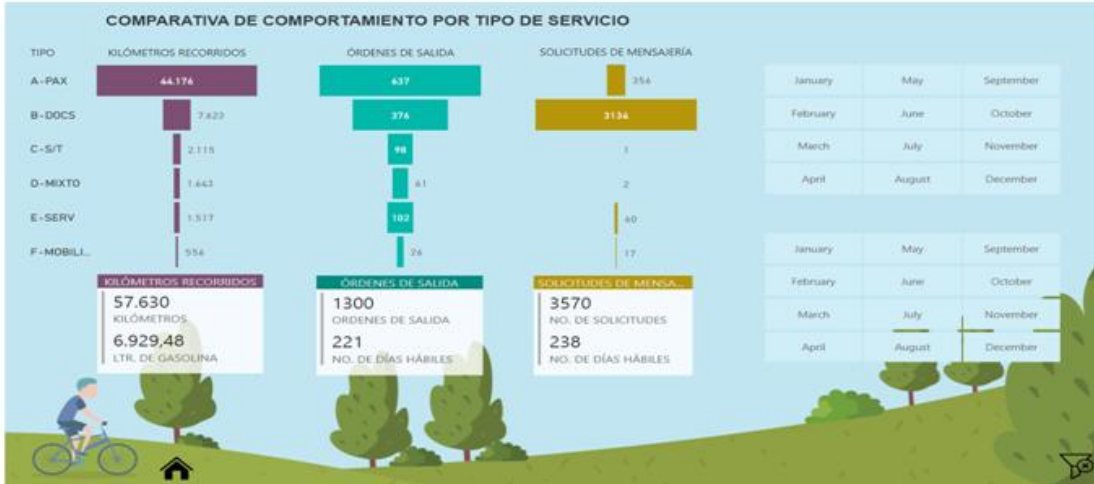 COMPARATIVA DE COMPORTAMIENTO POR TIPO DE SERVICIO
TIPO KILÓMETROS RECORRIDOS ÓRDENES DE SALIDA SOLICITUDES DE MENSAJERÍA
A-PAX 44.176 637 356
B-DOCS 7.623 376 3134
C-S/T 2.115 98 1
D-MIXTO 1.643 61 2
E-SERV 1.517 102 60
F-MOBILI... 556 26 17
January May September
February June October
March July November
April August December
January May September
February June October
March July November
April August December
KILÓMETROS RECORRIDOS
57.630
KILÓMETROS
6.929,48
LTR. DE GASOLINA
ÓRDENES DE SALIDA
1300
ORDENES DE SALIDA
221
NO. DE DÍAS HÁBILES
SOLICITUDES DE MENSA...
3570
NO. DE SOLICITUDES
238
NO. DE DÍAS HÁBILES